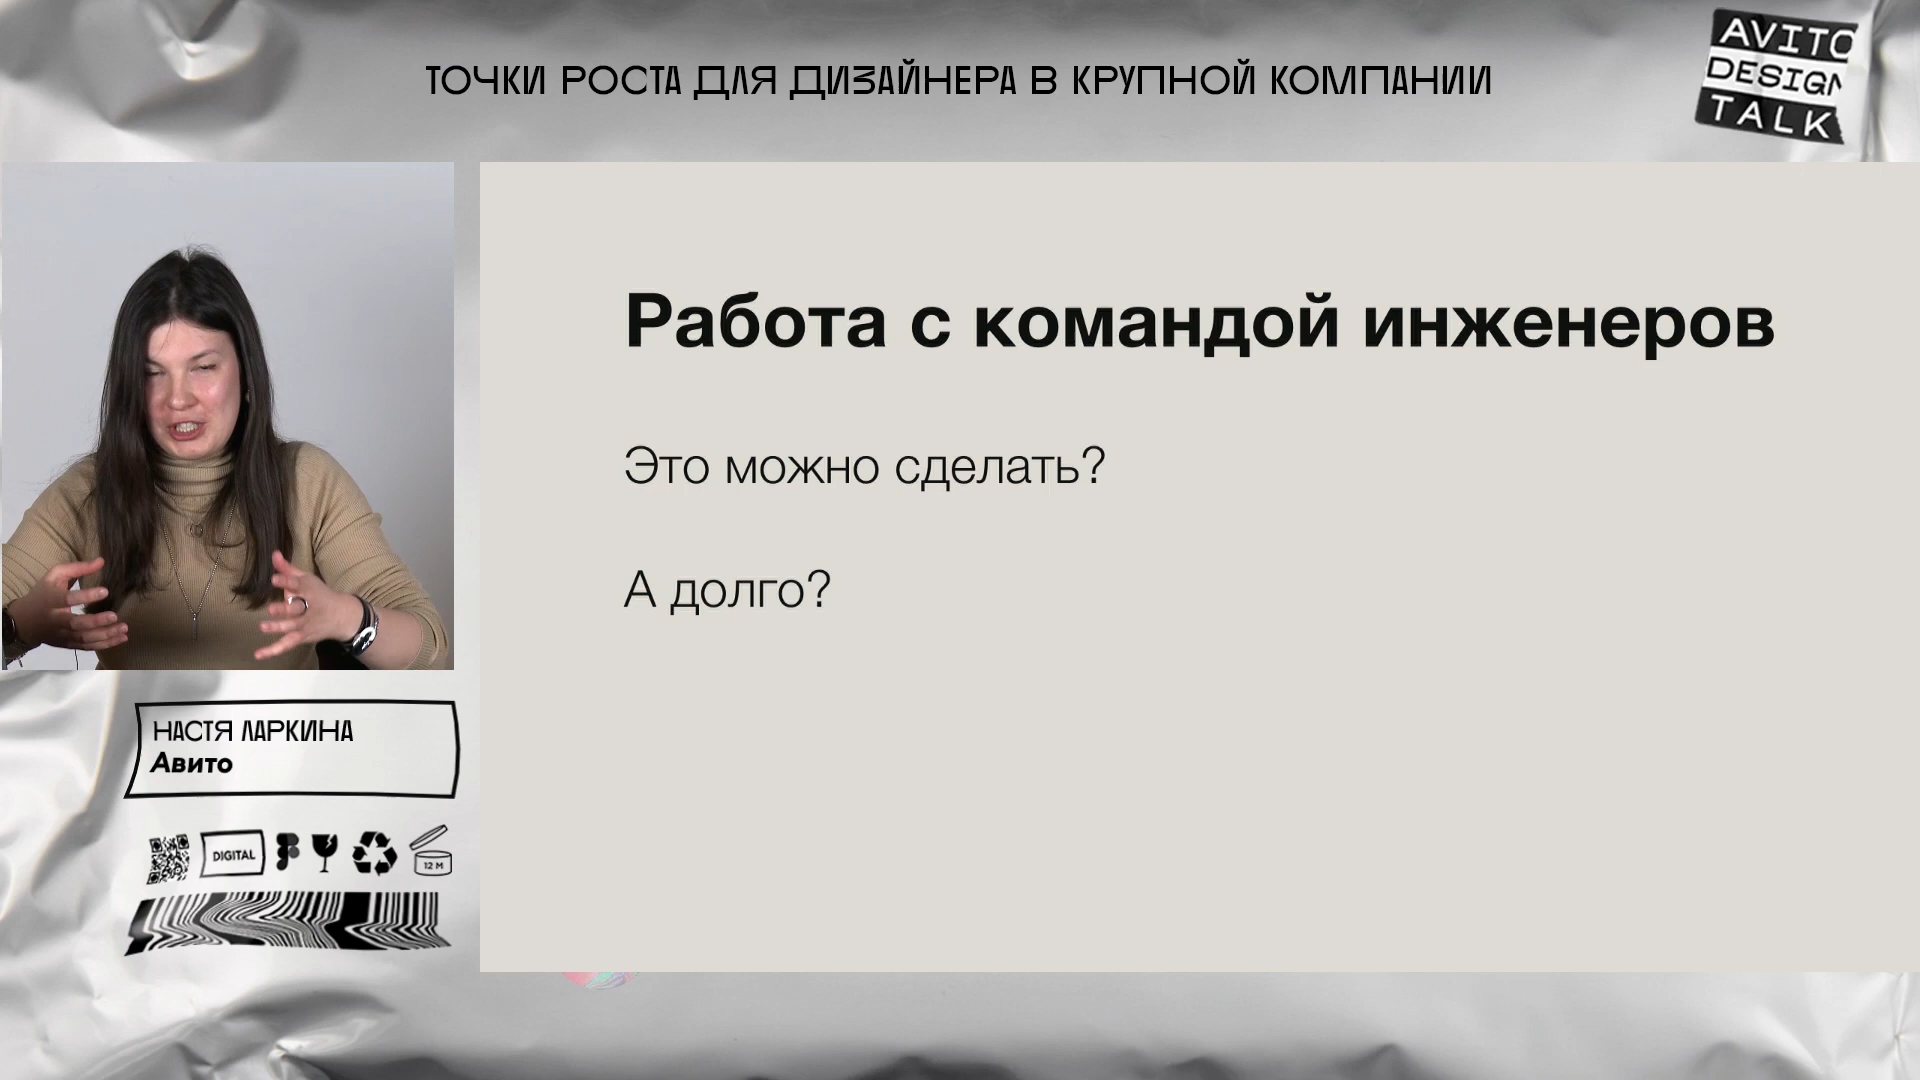 ТОЧКИ РОСТА ДЛЯ ДИЗАЙНЕРА В КРУПНОЙ КОМПАНИИ
AVITO
DESIGN
TALK
Работа с командой инженеров
Это можно сделать?
А долго?
НАСТЯ ЛАРКИНА
Авито
DIGITAL
12 M